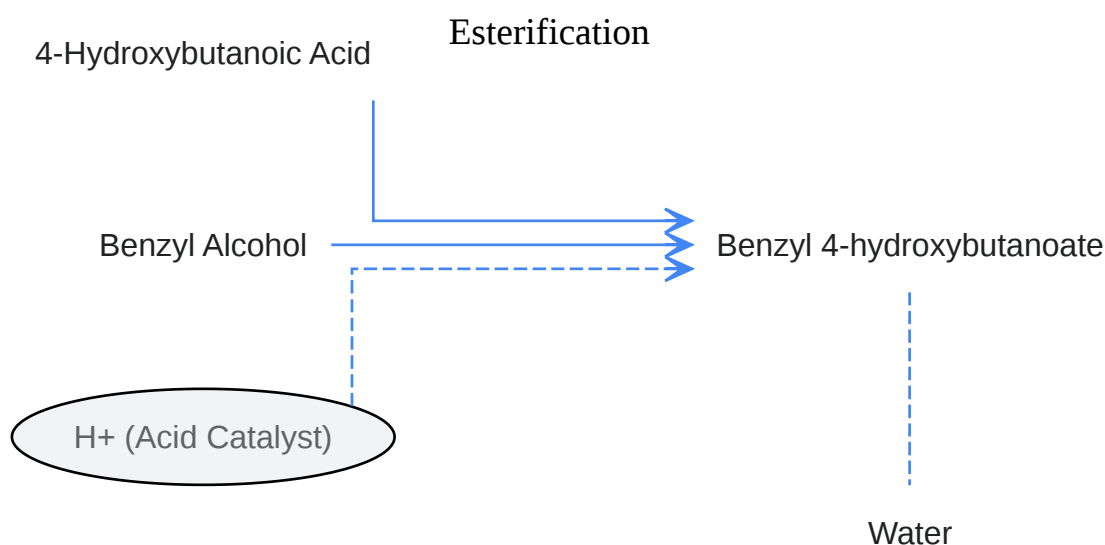 Esterification
4-Hydroxybutanoic Acid
Benzyl Alcohol
Benzyl 4-hydroxybutanoate
H+ (Acid Catalyst)
Water